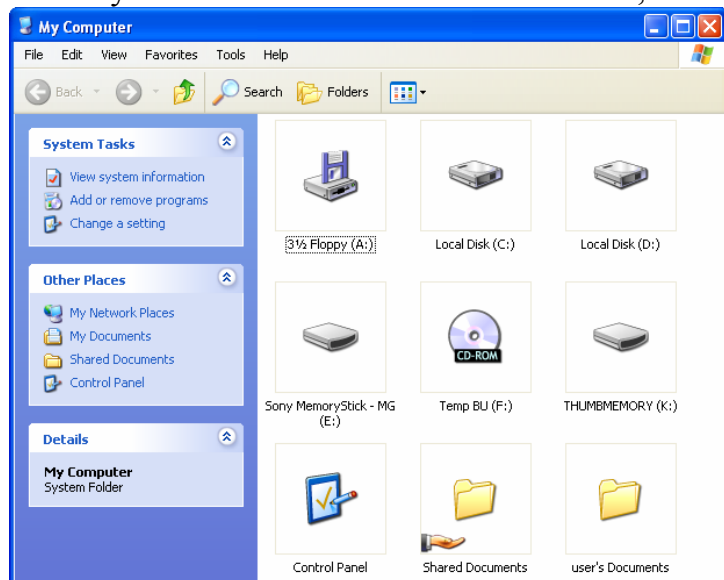 My Computer
File Edit View Favorites Tools Help
Back Search Folders
System Tasks
View system information
Add or remove programs
Change a setting
Other Places
My Network Places
My Documents
Shared Documents
Control Panel
Details
My Computer
System Folder
3½ Floppy (A:)
Local Disk (C:)
Local Disk (D:)
Sony MemoryStick - MG
(E:)
CD-ROM
Temp BU (F:)
THUMBMEMORY (K:)
Control Panel
Shared Documents
user's Documents